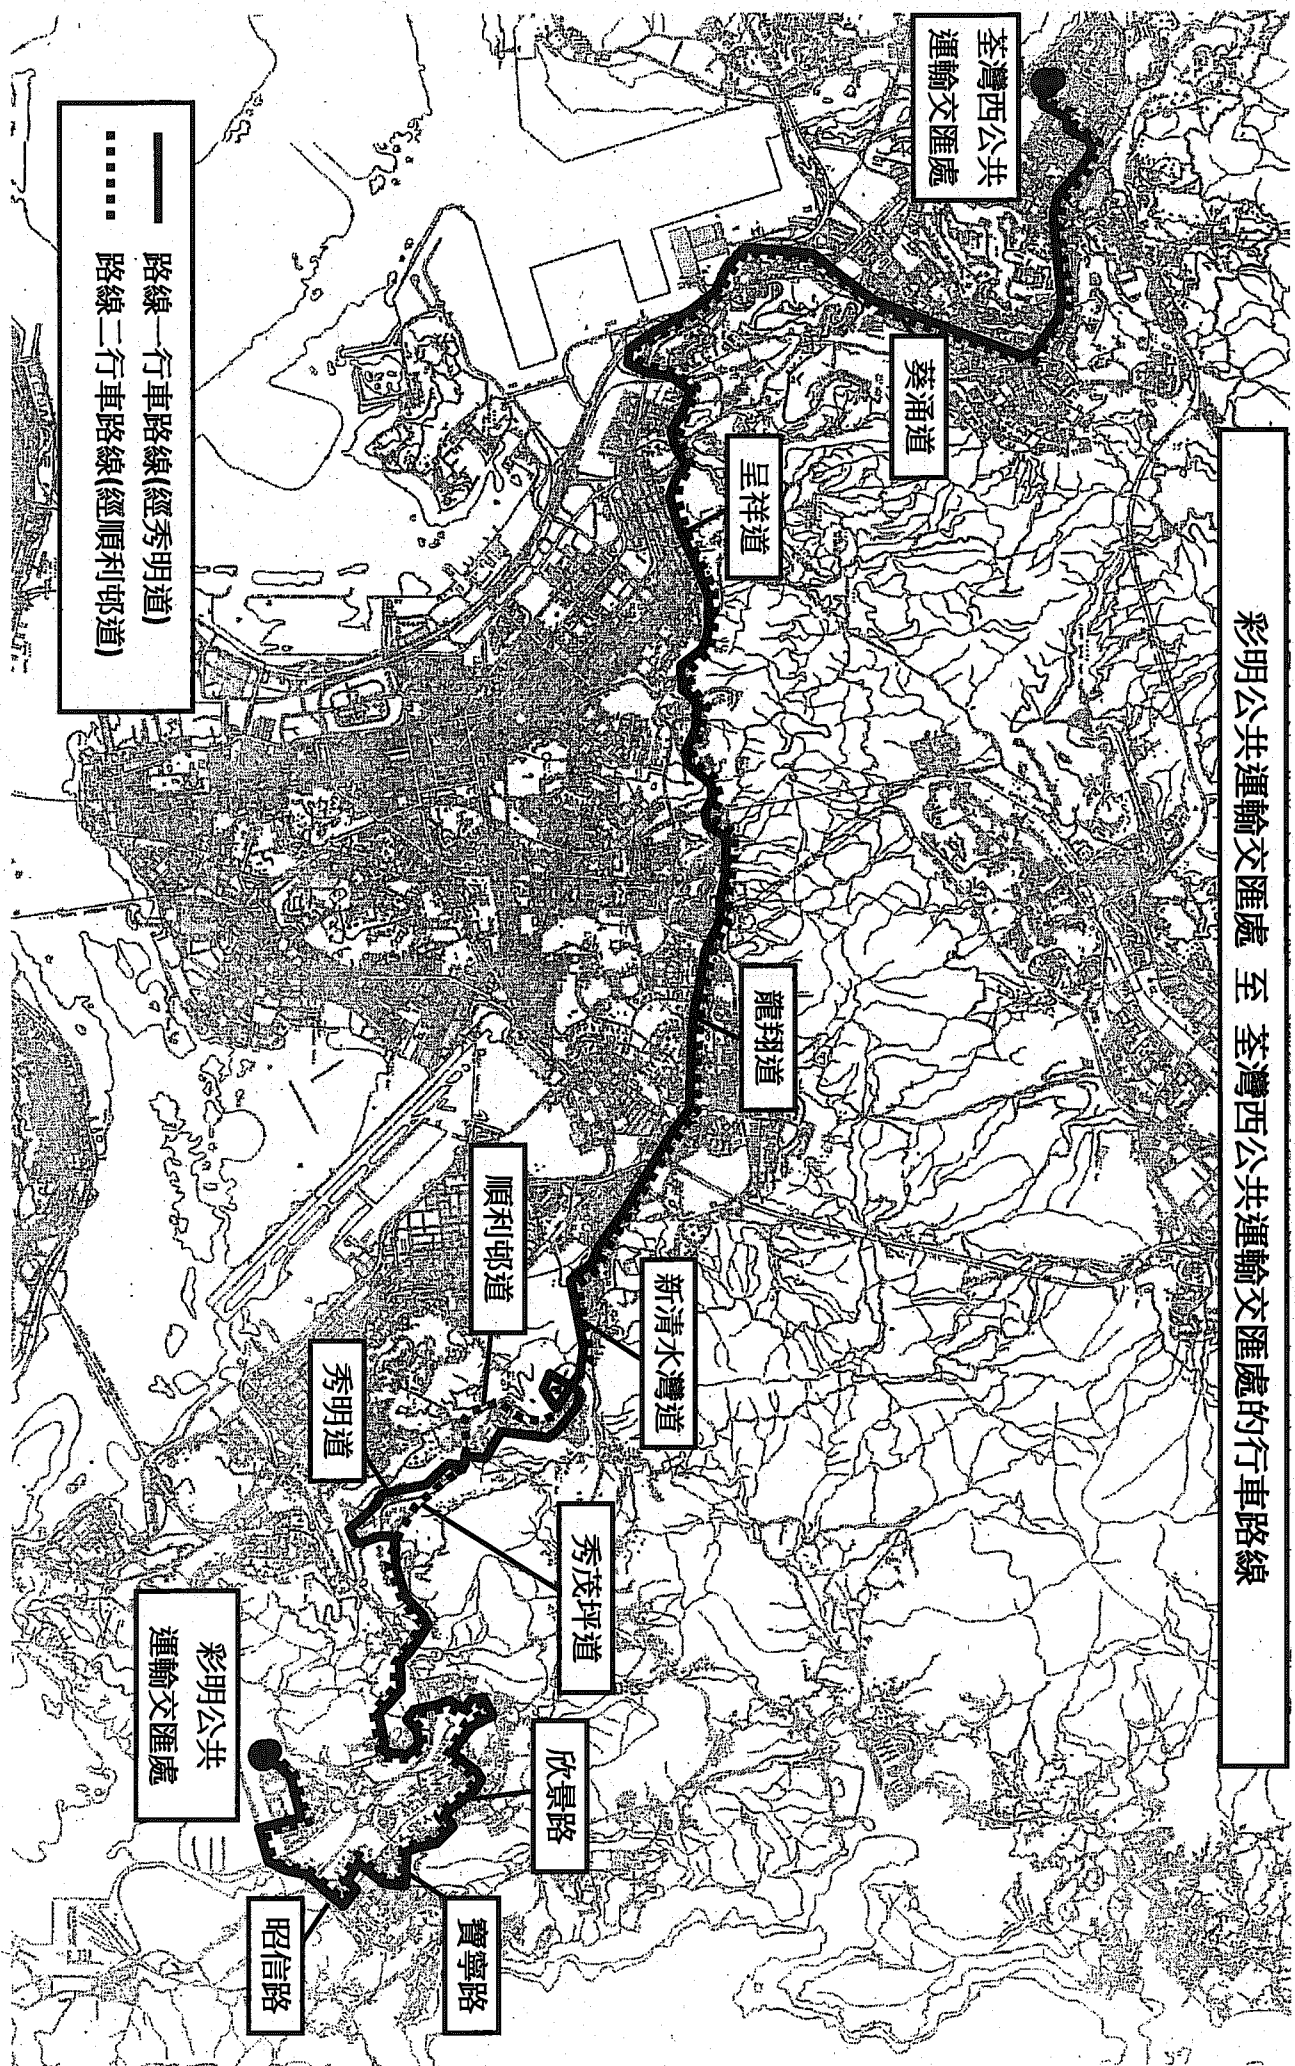 彩明公共運輸交匯處 至 荃灣西公共運輸交匯處的行車路線
荃灣西公共
運輸交匯處
葵涌道
呈祥道
龍翔道
新清水灣道
順利邨道
秀明道
秀茂坪道
欣景路
寶寧路
昭信路
彩明公共
運輸交匯處
路線一行車路線(經秀明道)
路線二行車路線(經順利邨道)